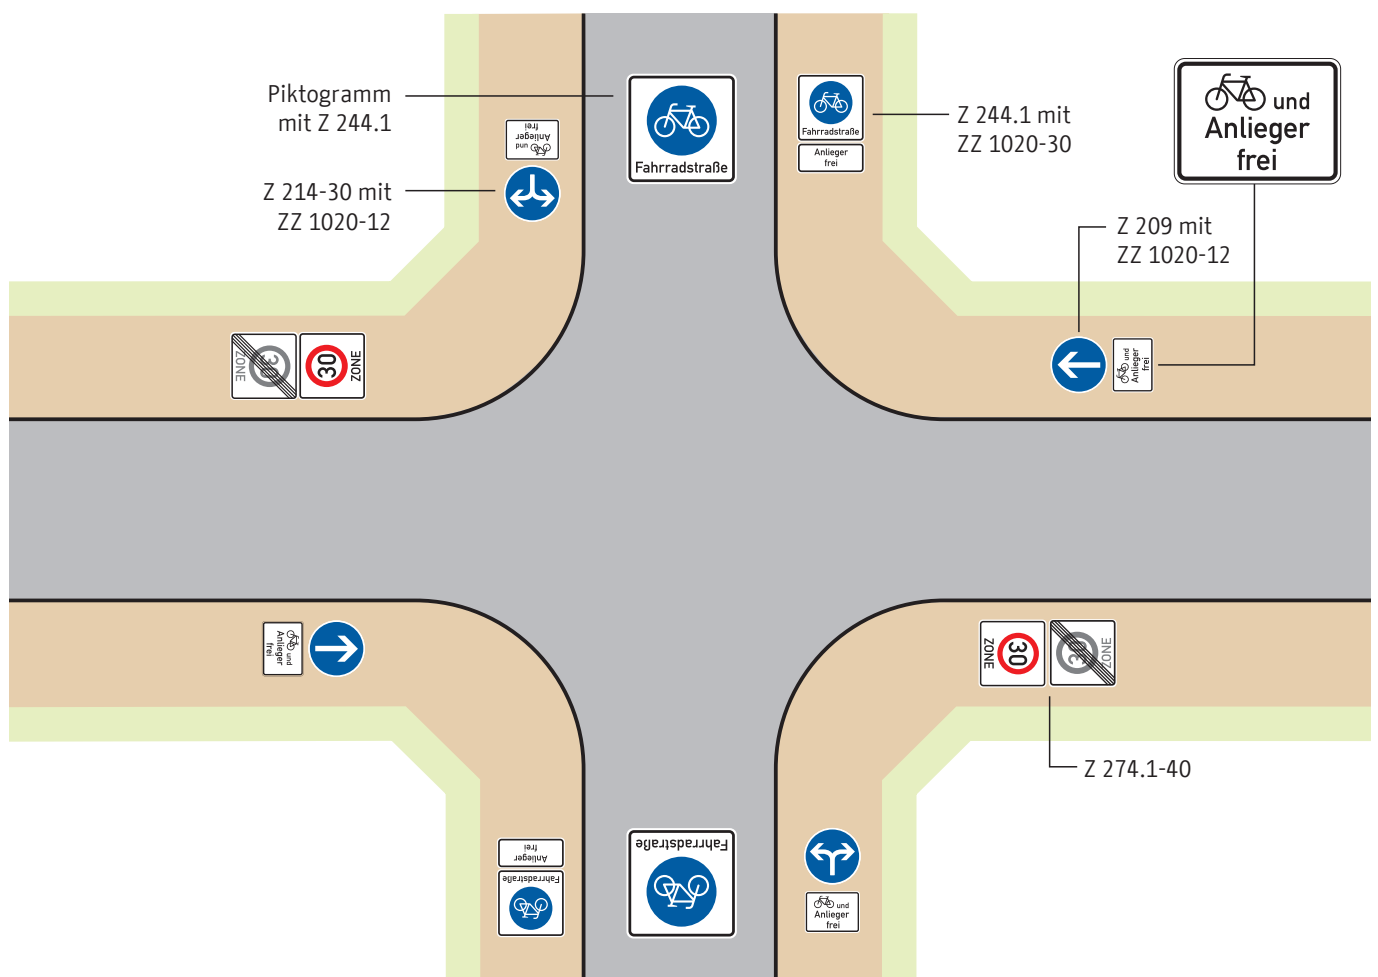 Piktogramm
mit Z 244.1
Z 214-30 mit
ZZ 1020-12
und
Anlieger
frei
Fahrradstraße
Fahrradstraße
Anlieger
frei
Z 244.1 mit
ZZ 1020-30
und
Anlieger
frei
Z 209 mit
ZZ 1020-12
30
ZONE
30
ZONE
und
Anlieger
frei
und
Anlieger
frei
30
ZONE
30
ZONE
Z 274.1-40
Anlieger
frei
Fahrradstraße
Fahrradstraße
und
Anlieger
frei